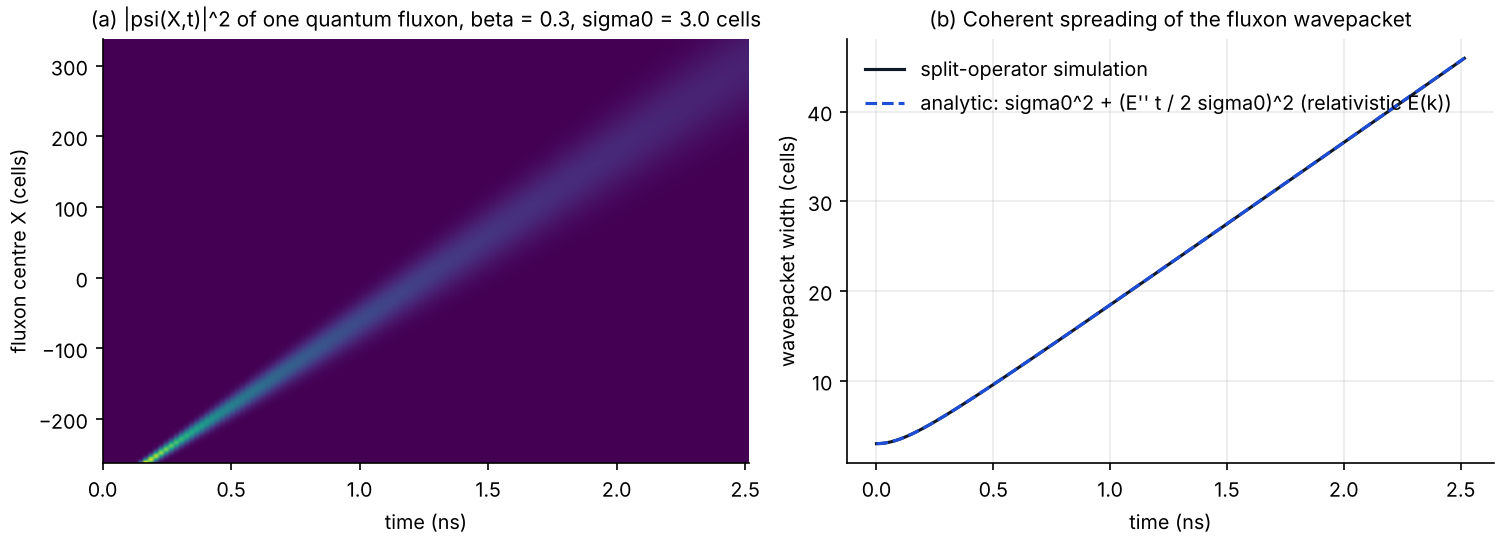 (a) |psi(X,t)|^2 of one quantum fluxon, beta = 0.3, sigma0 = 3.0 cells
fluxon centre X (cells)
300
200
100
0
−100
−200
0.0 0.5 1.0 1.5 2.0 2.5
time (ns)
(b) Coherent spreading of the fluxon wavepacket
split-operator simulation
analytic: sigma0^2 + (E'' t / 2 sigma0)^2 (relativistic E(k))
wavepacket width (cells)
40
30
20
10
0.0 0.5 1.0 1.5 2.0 2.5
time (ns)